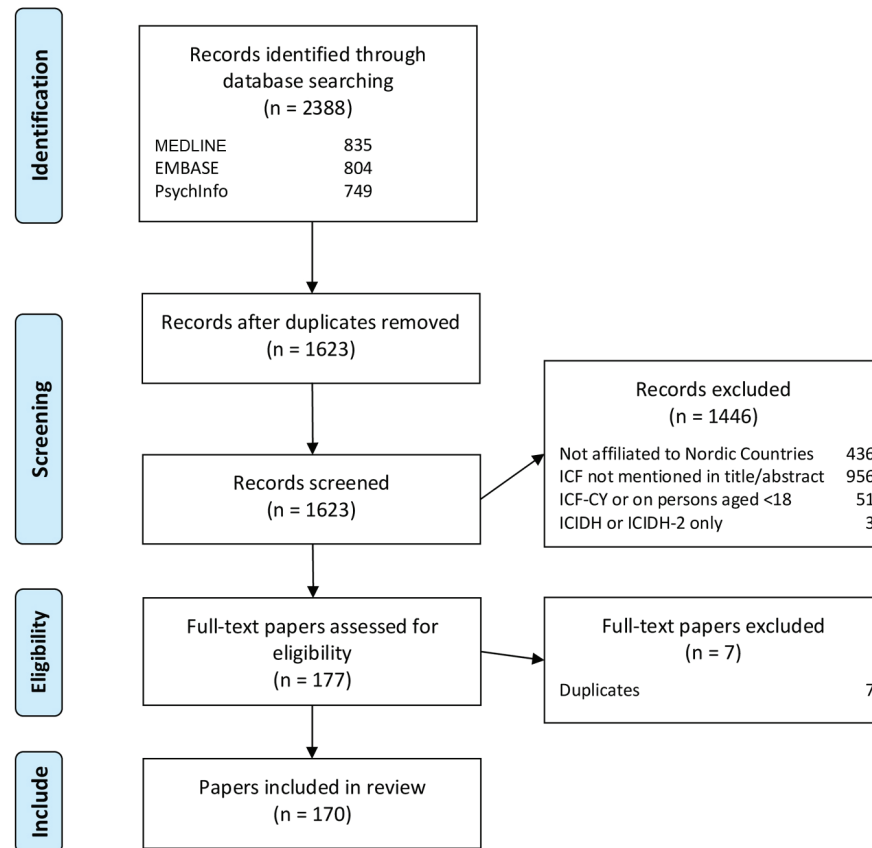 Identification
Records identified through
database searching
(n = 2388)
MEDLINE 835
EMBASE 804
PsychInfo 749
Screening
Records after duplicates removed
(n = 1623)
Records screened
(n = 1623)
Records excluded
(n = 1446)
Not affiliated to Nordic Countries 436
ICF not mentioned in title/abstract 956
ICF-CY or on persons aged <18 51
ICIDH or ICIDH-2 only 3
Eligibility
Full-text papers assessed for
eligibility
(n = 177)
Full-text papers excluded
(n = 7)
Duplicates 7
Include
Papers included in review
(n = 170)